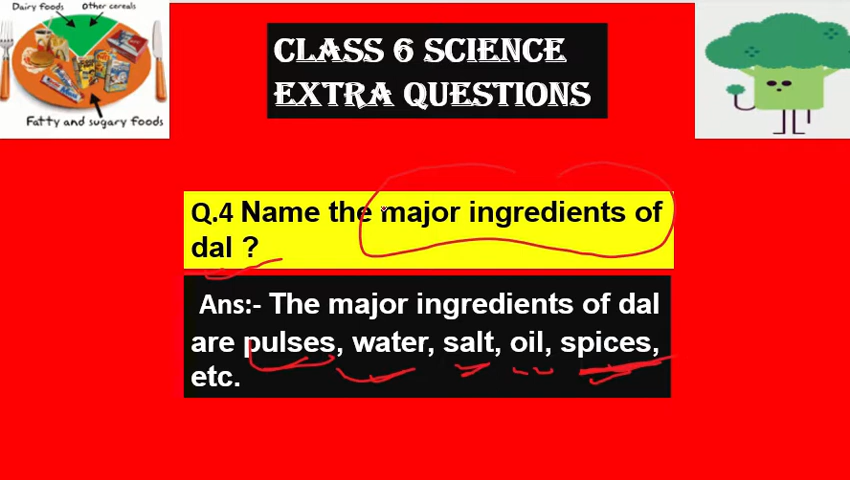 Dairy foods
Other cereals
Fatty and sugary foods
CLASS 6 SCIENCE
EXTRA QUESTIONS
Q.4 Name the major ingredients of
dal ?
Ans:- The major ingredients of dal
are pulses, water, salt, oil, spices,
etc.